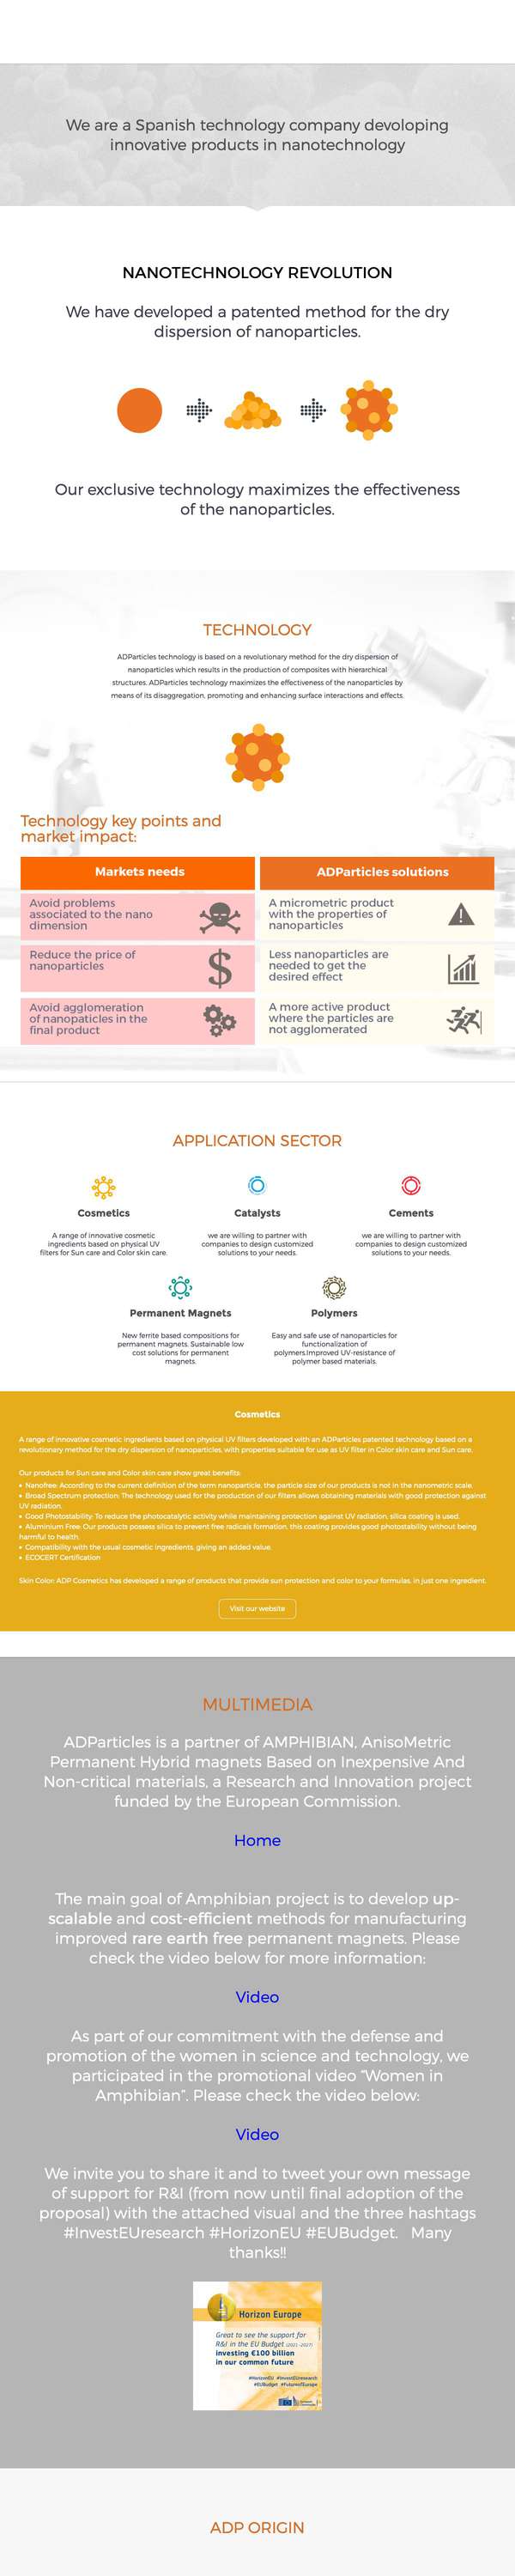 We are a Spanish technology company devoloping
innovative products in nanotechnology
NANOTECHNOLOGY REVOLUTION
We have developed a patented method for the dry
dispersion of nanoparticles.
Our exclusive technology maximizes the effectiveness
of the nanoparticles.
TECHNOLOGY
ADParticles technology is based on a revolutionary method for the dry dispersion of
nanoparticles which results in the production of composites with hierarchical
structures. ADParticles technology maximizes the effectiveness of the nanoparticles by
means of its disaggregation, promoting and enhancing surface interactions and effects.
Technology key points and
market impact:
Markets needs
ADParticles solutions
Avoid problems
associated to the nano
dimension
A micrometric product
with the properties of
nanoparticles
Reduce the price of
nanoparticles
Less nanoparticles are
needed to get the
desired effect
Avoid agglomeration
of nanopaticles in the
final product
A more active product
where the particles are
not agglomerated
APPLICATION SECTOR
Cosmetics
A range of innovative cosmetic
ingredients based on physical UV
filters for Sun care and Color skin care.
Catalysts
we are willing to partner with
companies to design customized
solutions to your needs.
Cements
we are willing to partner with
companies to design customized
solutions to your needs.
Permanent Magnets
New ferrite based compositions for
permanent magnets. Sustainable low
cost solutions for permanent
magnets.
Polymers
Easy and safe use of nanoparticles for
functionalization of
polymers.Improved UV-resistance of
polymer based materials.
Cosmetics
A range of innovative cosmetic ingredients based on physical UV filters developed with an ADParticles patented technology based on a
revolutionary method for the dry dispersion of nanoparticles, with properties suitable for use as UV filter in Color skin care and Sun care.
Our products for Sun care and Color skin care show great benefits:
• Nanofree: According to the current definition of the term nanoparticle, the particle size of our products is not in the nanometric scale.
• Broad Spectrum protection: The technology used for the production of our filters allows obtaining materials with good protection against
UV radiation.
• Good Photostability: To reduce the photocatalytic activity while maintaining protection against UV radiation, silica coating is used.
• Aluminium Free: Our products possess silica to prevent free radicals formation, this coating provides good photostability without being
harmful to health.
• Compatibility with the usual cosmetic ingredients, giving an added value.
• ECOCERT Certification
Skin Color: ADP Cosmetics has developed a range of products that provide sun protection and color to your formulas, in just one ingredient.
Visit our website
MULTIMEDIA
ADParticles is a partner of AMPHIBIAN, AnisoMetric
Permanent Hybrid magnets Based on Inexpensive And
Non-critical materials, a Research and Innovation project
funded by the European Commission.
Home
The main goal of Amphibian project is to develop up-
scalable and cost-efficient methods for manufacturing
improved rare earth free permanent magnets. Please
check the video below for more information:
Video
As part of our commitment with the defense and
promotion of the women in science and technology, we
participated in the promotional video "Women in
Amphibian". Please check the video below:
Video
We invite you to share it and to tweet your own message
of support for R&I (from now until final adoption of the
proposal) with the attached visual and the three hashtags
#InvestEUresearch #HorizonEU #EUBudget. Many
thanks!!
Horizon Europe
Great to see the support for
R&I in the EU Budget (2021-2027)
investing €100 billion
in our common future
#HorizonEU #InvestEUresearch
#EUBudget #FutureofEurope
ADP ORIGIN